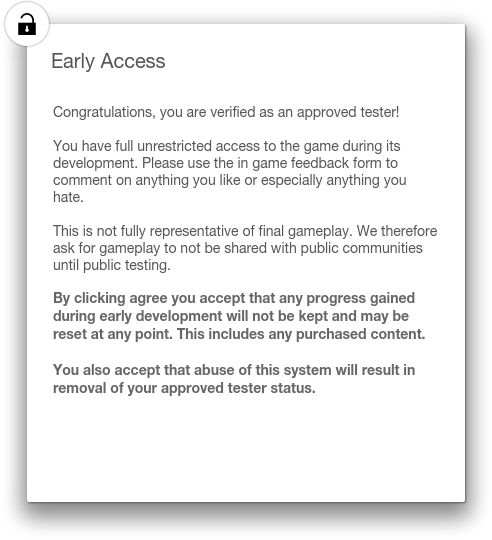 Early Access
Congratulations, you are verified as an approved tester!
You have full unrestricted access to the game during its
development. Please use the in game feedback form to
comment on anything you like or especially anything you
hate.
This is not fully representative of final gameplay. We therefore
ask for gameplay to not be shared with public communities
until public testing.
By clicking agree you accept that any progress gained
during early development will not be kept and may be
reset at any point. This includes any purchased content.
You also accept that abuse of this system will result in
removal of your approved tester status.